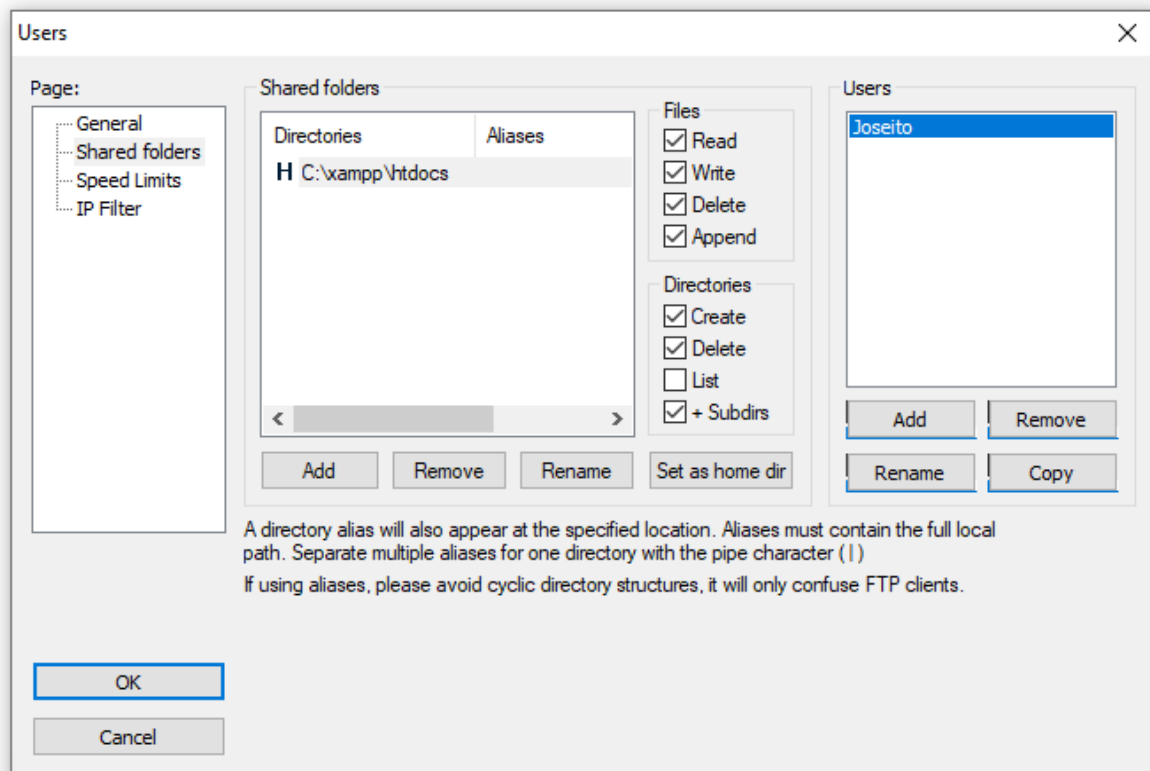 Users
Page:
General
Shared folders
Speed Limits
IP Filter
Shared folders
Directories Aliases
H C:\xampp\htdocs
Add Remove Rename Set as home dir
Files
Read
Write
Delete
Append
Directories
Create
Delete
List
+ Subdirs
Users
Joseito
Add Remove
Rename Copy
A directory alias will also appear at the specified location. Aliases must contain the full local
path. Separate multiple aliases for one directory with the pipe character ( | )
If using aliases, please avoid cyclic directory structures, it will only confuse FTP clients.
OK
Cancel